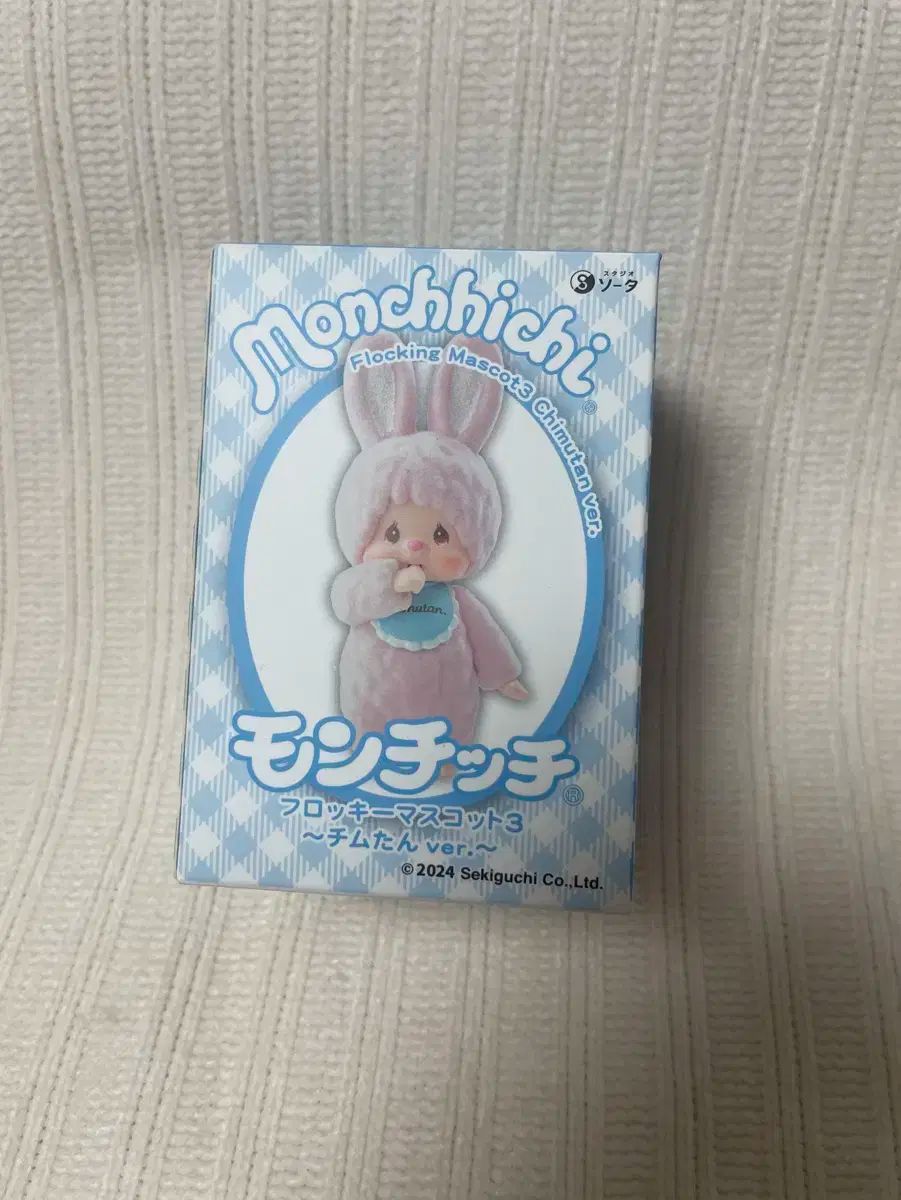 スタジオ
ソータ
Monchhichi®
Flocking Mascot3 Chimutan ver.
hutan.
モンチッチ®
フロッキーマスコット3
〜チムたん ver.〜
©2024 Sekiguchi Co.,Ltd.